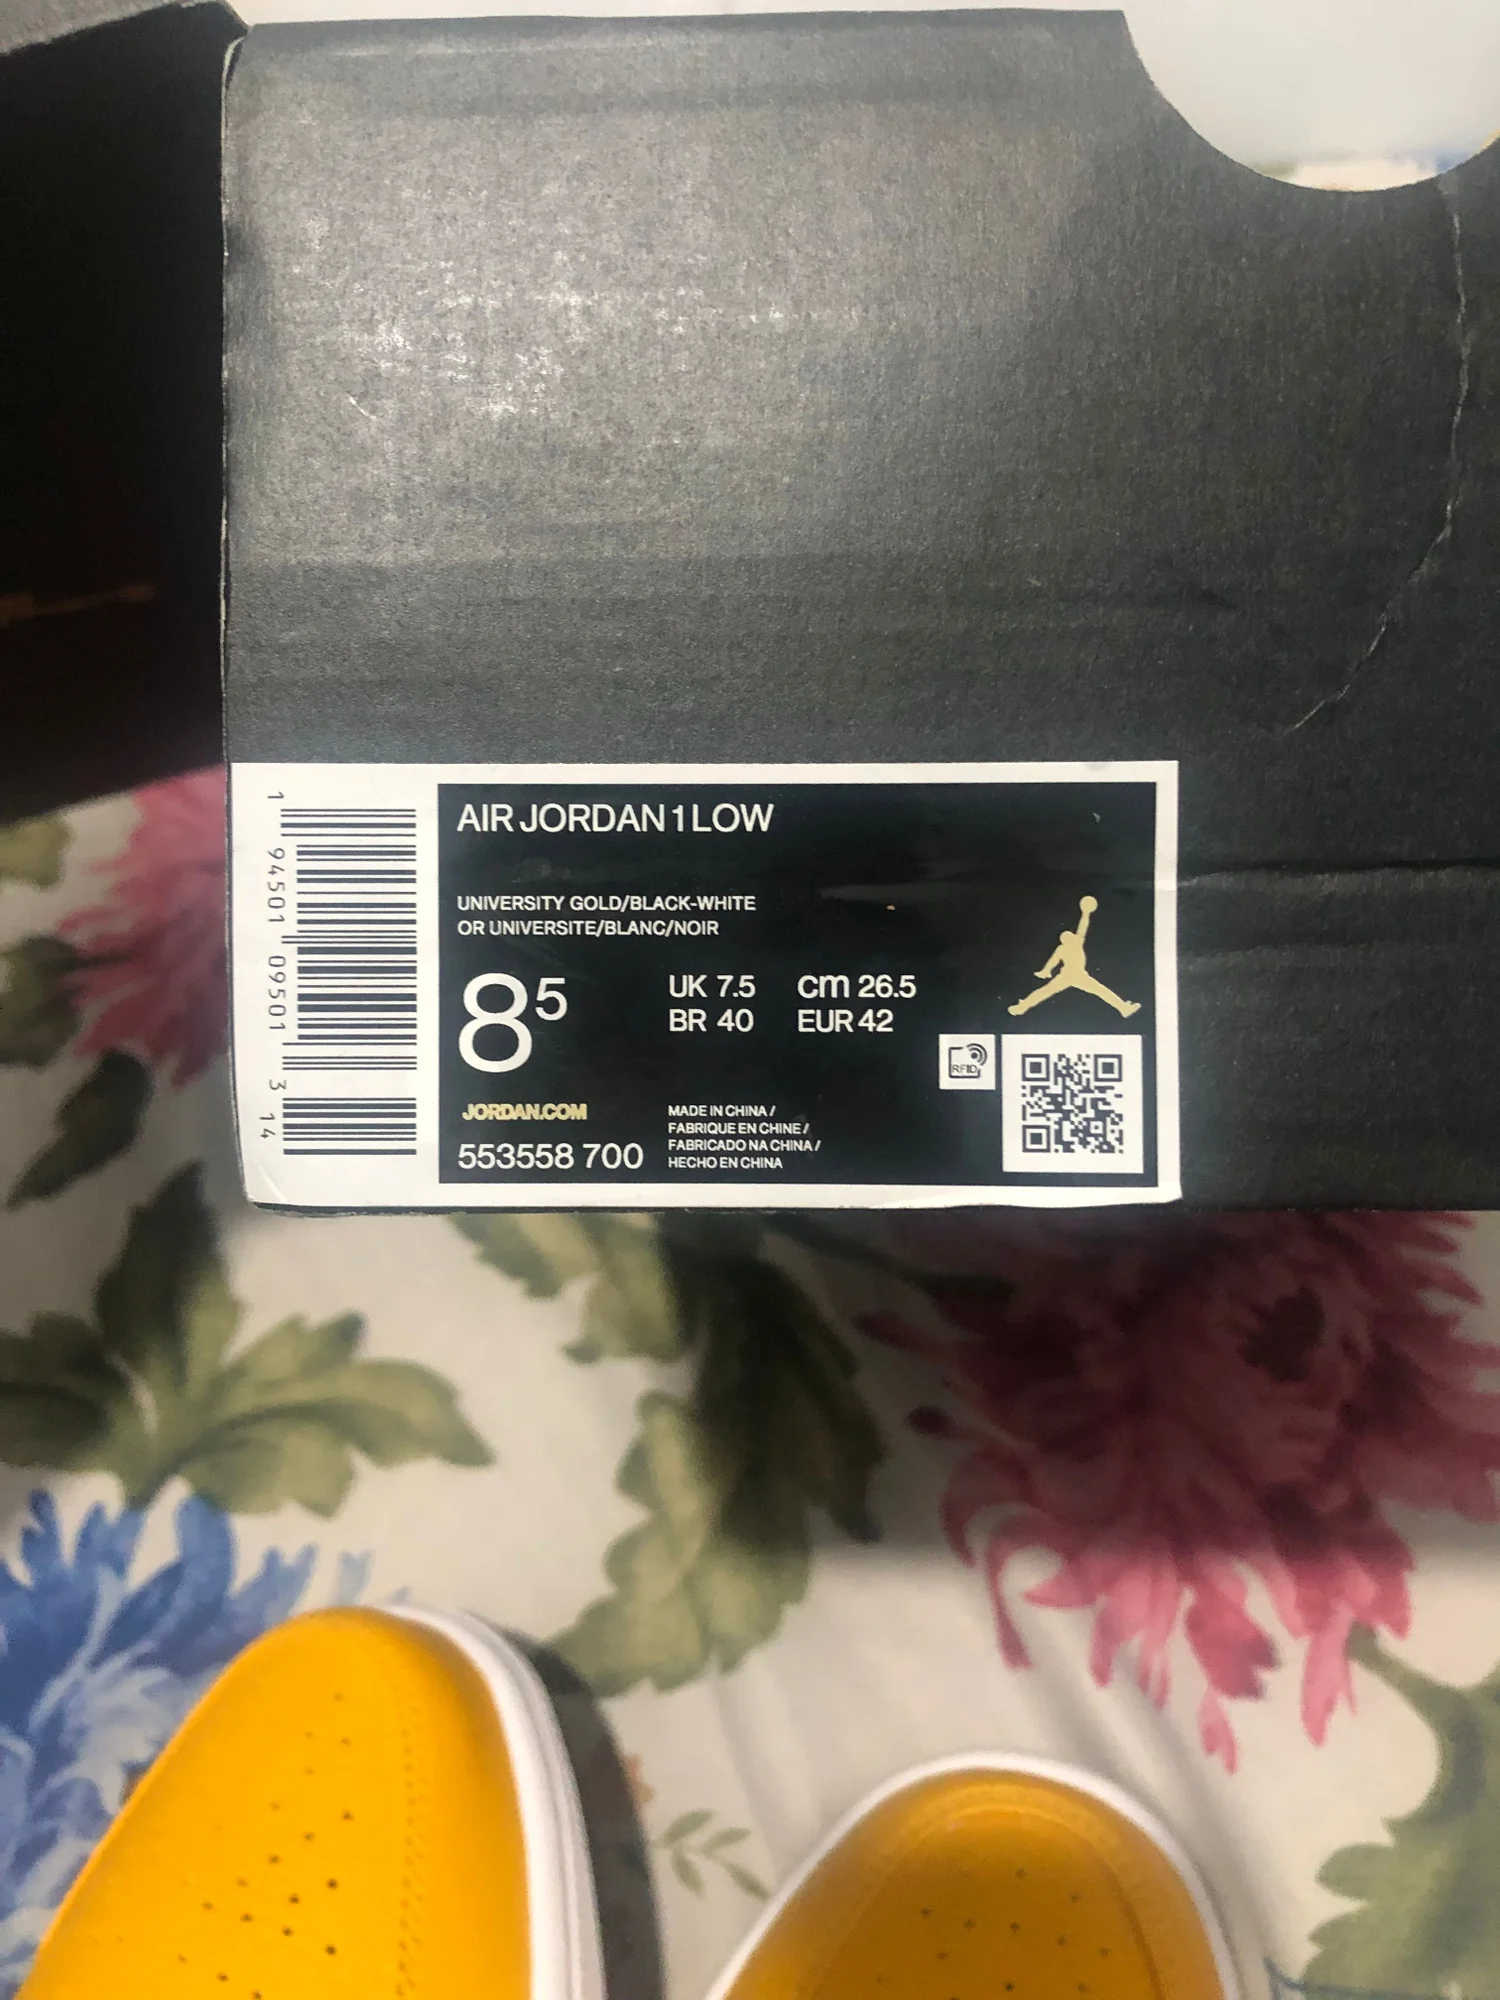 AIR JORDAN 1 LOW
UNIVERSITY GOLD/BLACK-WHITE
OR UNIVERSITE/BLANC/NOIR
8 5
UK 7.5 cm 26.5
BR 40 EUR 42
RFID
JORDAN.COM
553558 700
MADE IN CHINA /
FABRIQUE EN CHINE /
FABRICADO NA CHINA /
HECHO EN CHINA
1 94501 09501 3 14